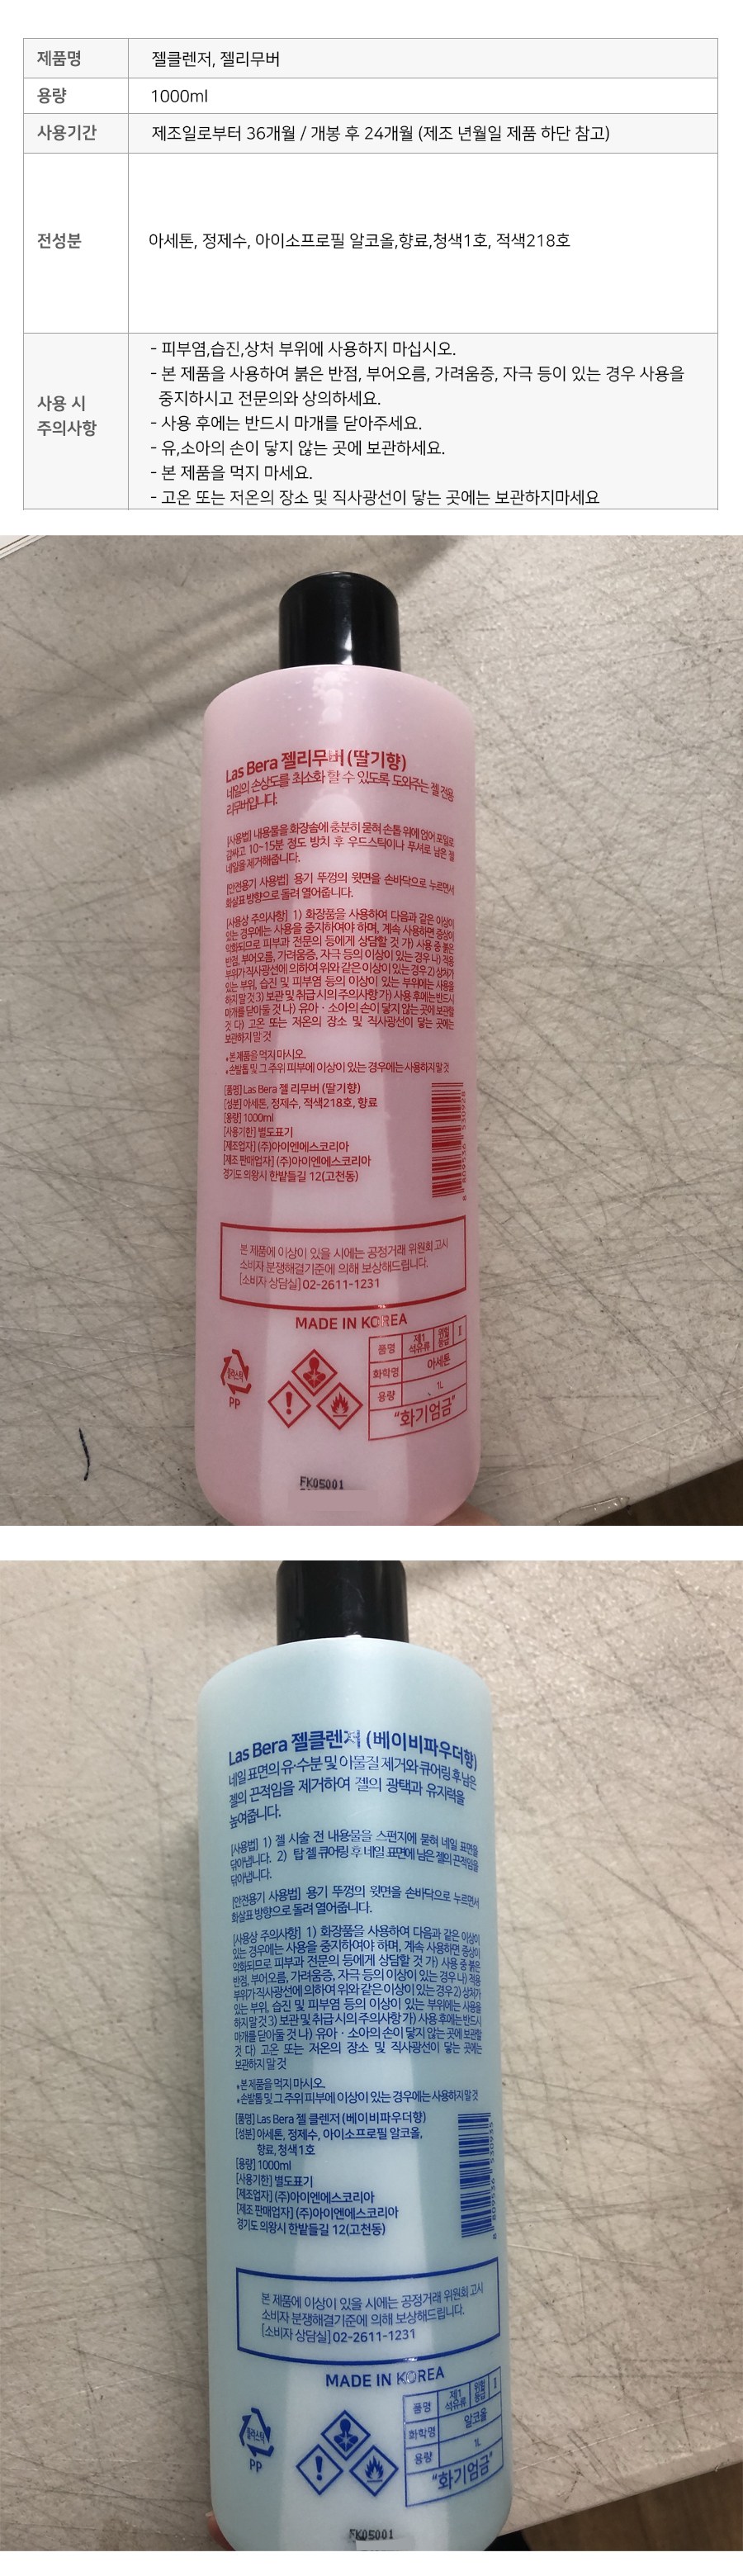 제품명 젤클렌저, 젤리무버
용량 1000ml
사용기간 제조일로부터 36개월 / 개봉 후 24개월 (제조 년월일 제품 하단 참고)
전성분 아세톤, 정제수, 아이소프로필 알코올,향료,청색1호, 적색218호
사용 시 주의사항
- 피부염,습진,상처 부위에 사용하지 마십시오.
- 본 제품을 사용하여 붉은 반점, 부어오름, 가려움증, 자극 등이 있는 경우 사용을
중지하시고 전문의와 상의하세요.
- 사용 후에는 반드시 마개를 닫아주세요.
- 유,소아의 손이 닿지 않는 곳에 보관하세요.
- 본 제품을 먹지 마세요.
- 고온 또는 저온의 장소 및 직사광선이 닿는 곳에는 보관하지마세요
Las Bera 젤리무버 (딸기향)
네일의 손상도를 최소화 할 수 있도록 도와주는 젤 전용
리무버입니다.
[사용법] 내용물을 화장솜에 충분히 묻혀 손톱 위에 얹어 포일로
감싸고 10~15분 정도 방치 후 우드스틱이나 푸셔로 남은 젤
네일을 제거해줍니다.
[안전용기 사용법] 용기 뚜껑의 윗면을 손바닥으로 누르면서
화살표 방향으로 돌려 열어줍니다.
[사용상 주의사항] 1) 화장품을 사용하여 다음과 같은 이상이
있는 경우에는 사용을 중지하여야 하며, 계속 사용하면 증상이
악화되므로 피부과 전문의 등에게 상담할 것 가) 사용 중 붉은
반점, 부어오름, 가려움증, 자극 등의 이상이 있는 경우 나) 적용
부위가 직사광선에 의하여 위와 같은 이상이 있는 경우 2) 상처가
있는 부위, 습진 및 피부염 등의 이상이 있는 부위에는 사용을
하지 말 것 3) 보관 및 취급 시의 주의사항 가) 사용 후에는 반드시
마개를 닫아둘 것 나) 유아 · 소아의 손이 닿지 않는 곳에 보관할
것 다) 고온 또는 저온의 장소 및 직사광선이 닿는 곳에는
보관하지 말 것
*본 제품을 먹지 마시오.
*손발톱 및 그 주위 피부에 이상이 있는 경우에는 사용하지 말 것
[품명] Las Bera 젤 리무버 (딸기향)
[성분] 아세톤, 정제수, 적색218호, 향료
[용량] 1000ml
[사용기한] 별도표기
[제조업자] (주)아이엔에스코리아
[제조 판매업자] (주)아이엔에스코리아
경기도 의왕시 한밭들길 12(고천동)
8 809536 530928
본 제품에 이상이 있을 시에는 공정거래 위원회 고시
소비자 분쟁해결기준에 의해 보상해드립니다.
[소비자 상담실] 02-2611-1231
MADE IN KOREA
품명 제1석유류 위험등급 I
화학명 아세톤
용량 1L
“화기엄금”
플라스틱
PP
FK05001
Las Bera 젤클렌저 (베이비파우더향)
네일 표면의 유·수분 및 이물질 제거와 큐어링 후 남은
젤의 끈적임을 제거하여 젤의 광택과 유지력을
높여줍니다.
[사용법] 1) 젤 시술 전 내용물을 스펀지에 묻혀 네일 표면을
닦아냅니다. 2) 탑 젤 큐어링 후 네일 표면에 남은 젤의 끈적임을
닦아냅니다.
[안전용기 사용법] 용기 뚜껑의 윗면을 손바닥으로 누르면서
화살표 방향으로 돌려 열어줍니다.
[사용상 주의사항] 1) 화장품을 사용하여 다음과 같은 이상이
있는 경우에는 사용을 중지하여야 하며, 계속 사용하면 증상이
악화되므로 피부과 전문의 등에게 상담할 것 가) 사용 중 붉은
반점, 부어오름, 가려움증, 자극 등의 이상이 있는 경우 나) 적용
부위가 직사광선에 의하여 위와 같은 이상이 있는 경우 2) 상처가
있는 부위, 습진 및 피부염 등의 이상이 있는 부위에는 사용을
하지 말 것 3) 보관 및 취급 시의 주의사항 가) 사용 후에는 반드시
마개를 닫아둘 것 나) 유아 · 소아의 손이 닿지 않는 곳에 보관할
것 다) 고온 또는 저온의 장소 및 직사광선이 닿는 곳에는
보관하지 말 것
*본 제품을 먹지 마시오.
*손발톱 및 그 주위 피부에 이상이 있는 경우에는 사용하지 말 것
[품명] Las Bera 젤 클렌저 (베이비파우더향)
[성분] 아세톤, 정제수, 아이소프로필 알코올,
향료, 청색1호
[용량] 1000ml
[사용기한] 별도표기
[제조업자] (주)아이엔에스코리아
[제조 판매업자] (주)아이엔에스코리아
경기도 의왕시 한밭들길 12(고천동)
8 809536 530935
본 제품에 이상이 있을 시에는 공정거래 위원회 고시
소비자 분쟁해결기준에 의해 보상해드립니다.
[소비자 상담실] 02-2611-1231
MADE IN KOREA
품명 제1석유류 위험등급 I
화학명 알코올
용량 1L
“화기엄금”
플라스틱
PP
FK05001